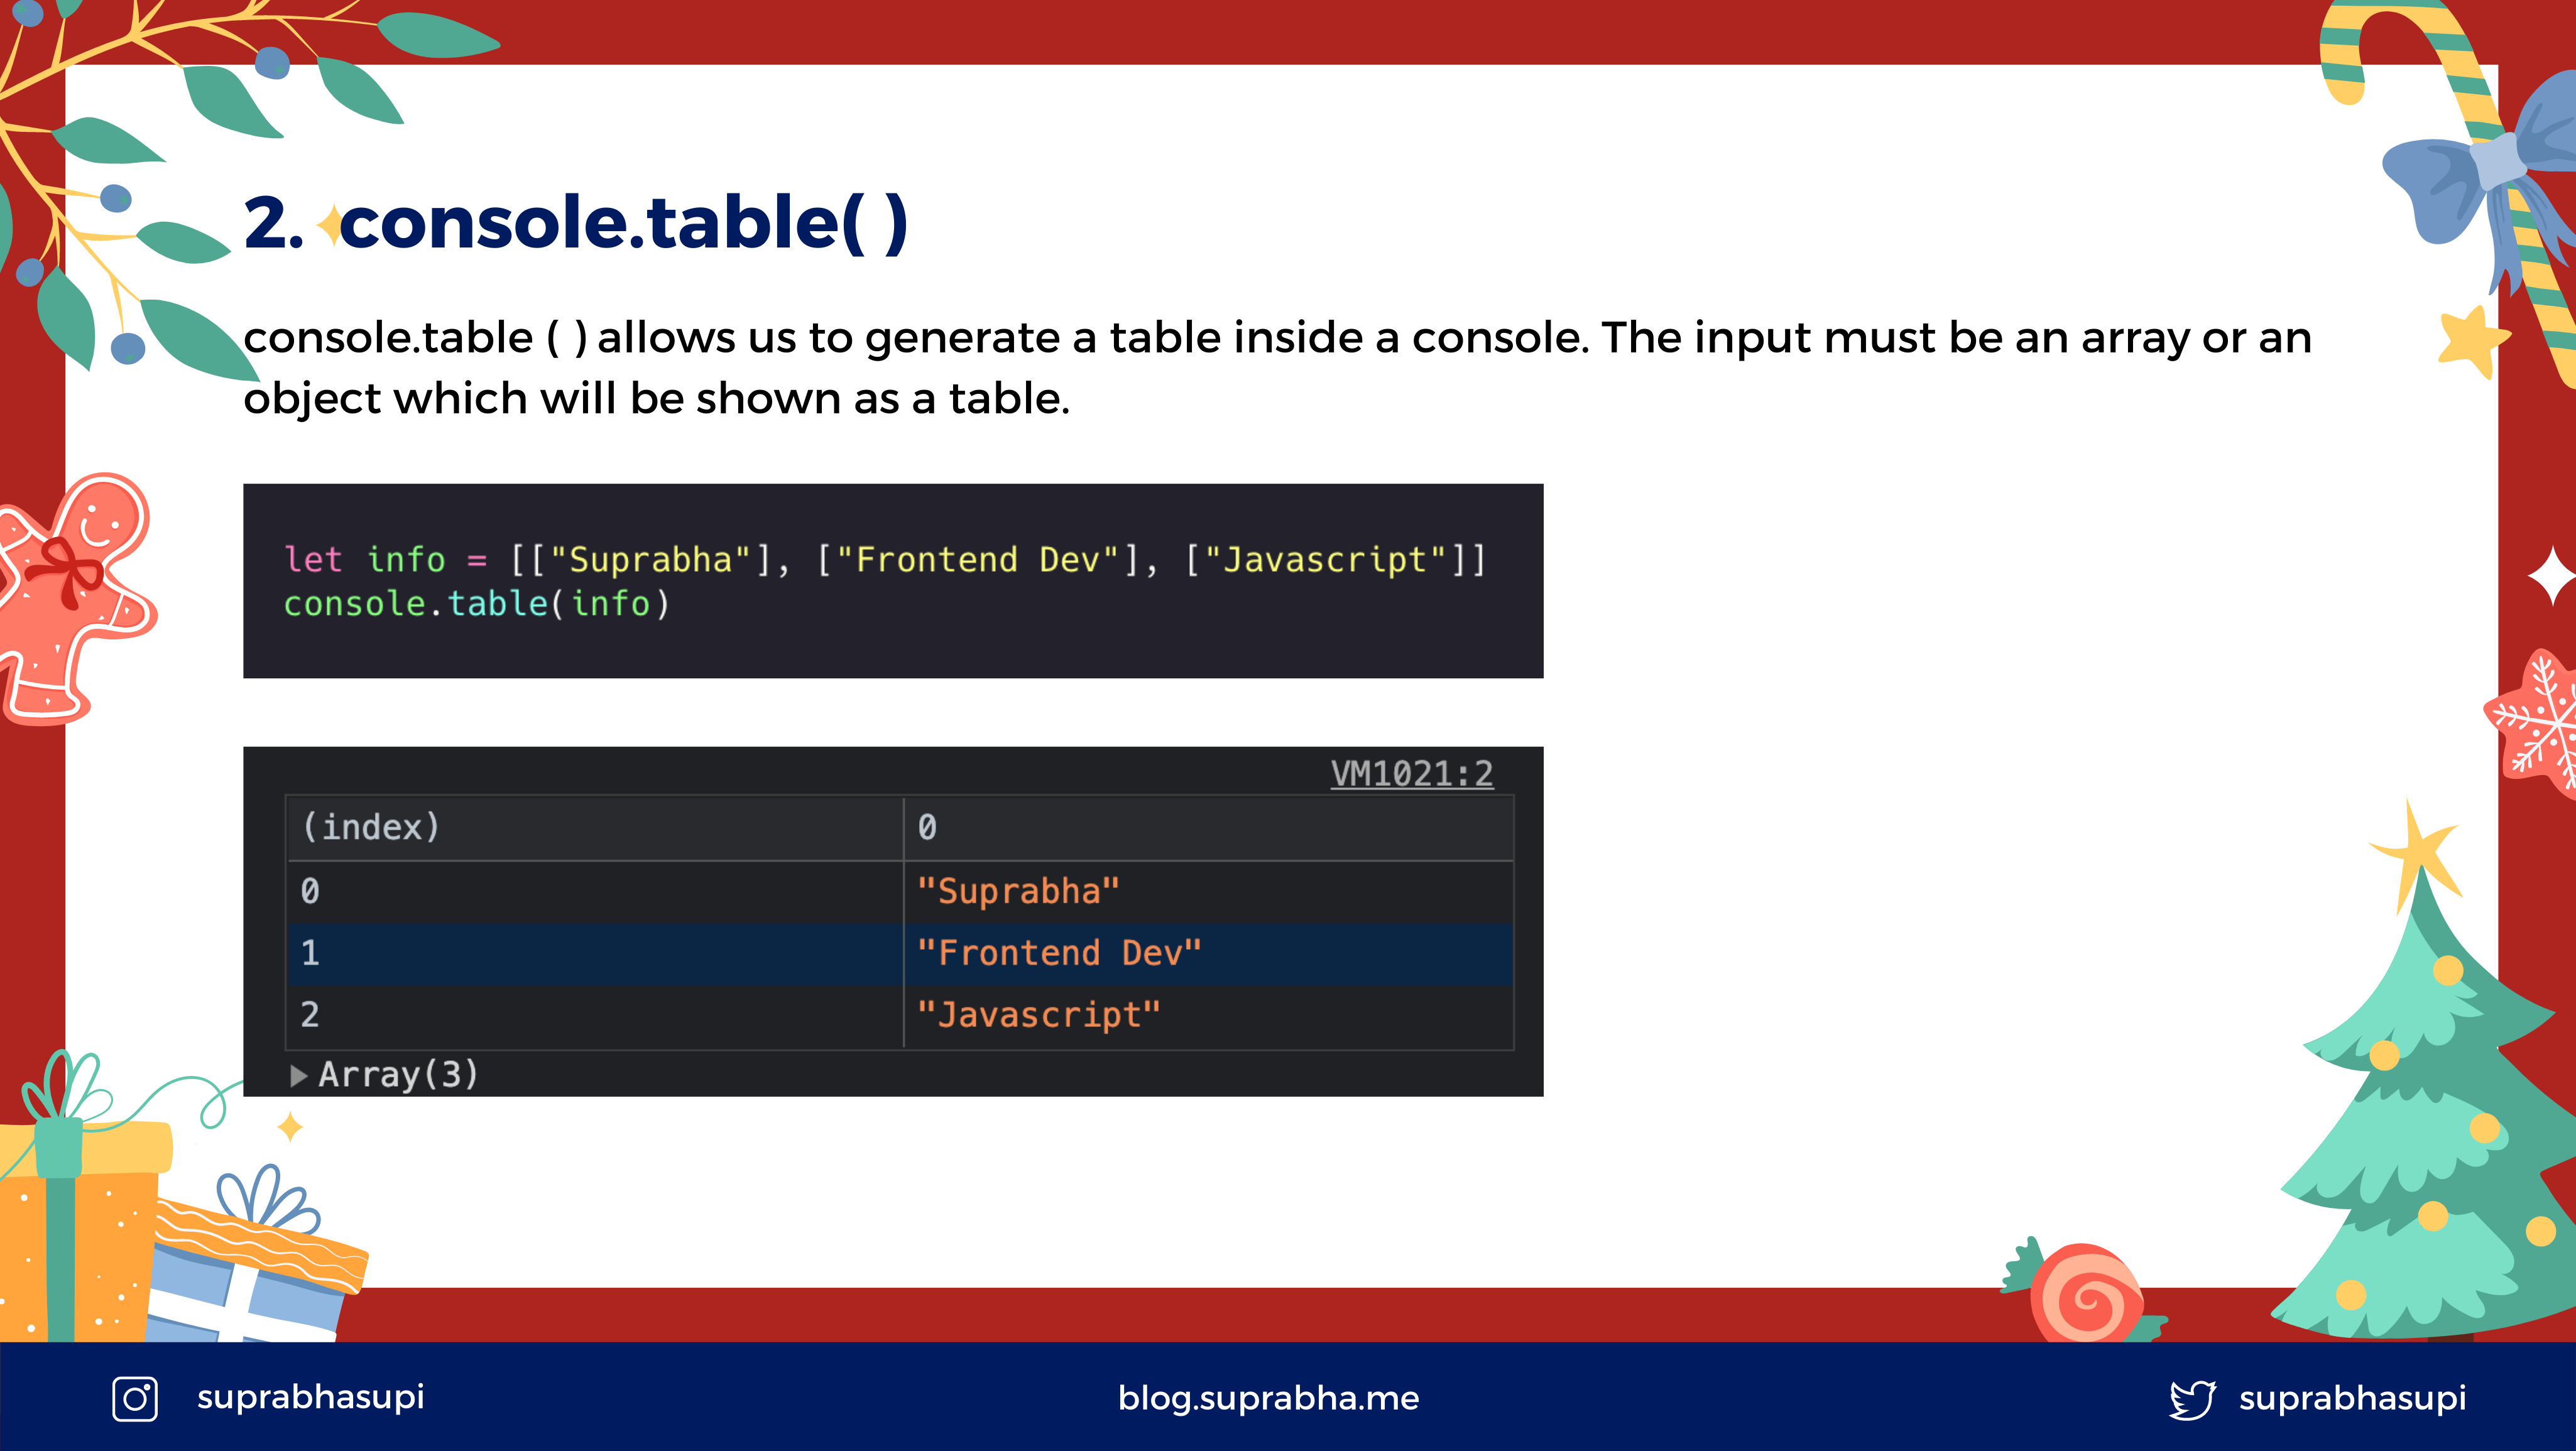 2. console.table( )
console.table ( ) allows us to generate a table inside a console. The input must be an array or an
object which will be shown as a table.
let info = [["Suprabha"], ["Frontend Dev"], ["Javascript"]]
console.table(info)
VM1021:2
(index) 0
0 "Suprabha"
1 "Frontend Dev"
2 "Javascript"
Array(3)
suprabhasupi
blog.suprabha.me
suprabhasupi